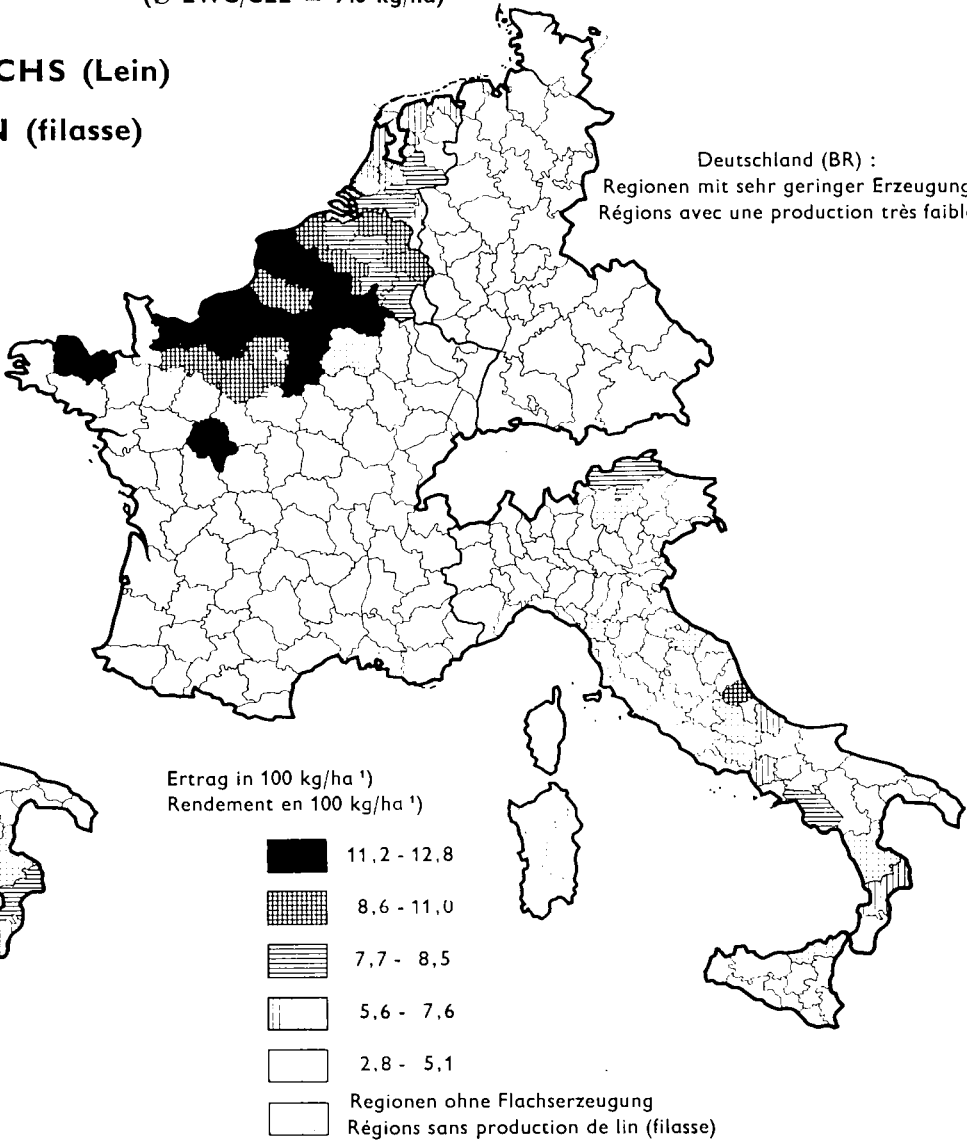 CHS (Lein)
(filasse)
Deutschland (BR) :
Regionen mit sehr geringer Erzeugung
Régions avec une production très faible
Ertrag in 100 kg/ha ¹)
Rendement en 100 kg/ha ¹)
11,2 - 12,8
8,6 - 11,0
7,7 - 8,5
5,6 - 7,6
2,8 - 5,1
Regionen ohne Flachserzeugung
Régions sans production de lin (filasse)